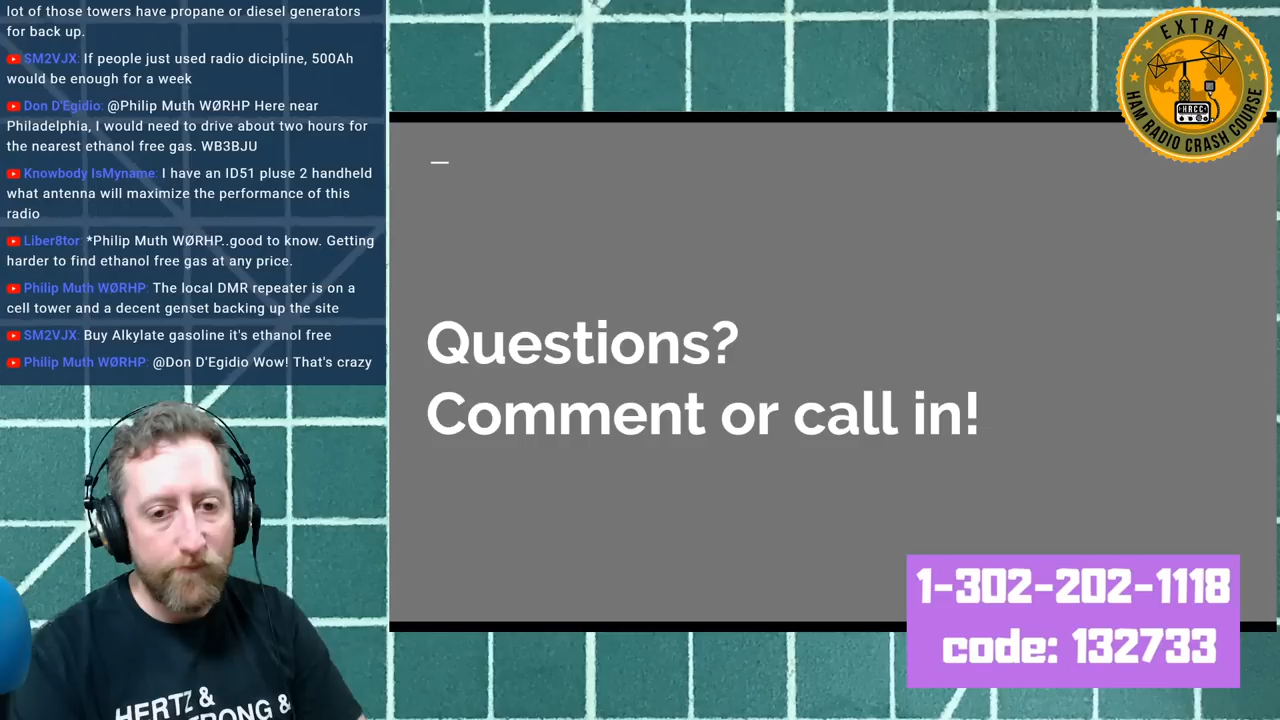 lot of those towers have propane or diesel generators
for back up.
SM2VJX: If people just used radio dicipline, 500Ah
would be enough for a week
Don D'Egidio: @Philip Muth WØRHP Here near
Philadelphia, I would need to drive about two hours for
the nearest ethanol free gas. WB3BJU
Knowbody IsMyname: I have an ID51 pluse 2 handheld
what antenna will maximize the performance of this
radio
Liber8tor: *Philip Muth WØRHP..good to know. Getting
harder to find ethanol free gas at any price.
Philip Muth WØRHP: The local DMR repeater is on a
cell tower and a decent genset backing up the site
SM2VJX: Buy Alkylate gasoline it's ethanol free
Philip Muth WØRHP: @Don D'Egidio Wow! That's crazy
EXTRA
HRCC
HAM RADIO CRASH COURSE
Questions?
Comment or call in!
1-302-202-1118
code: 132733
HERTZ &
STRONG &